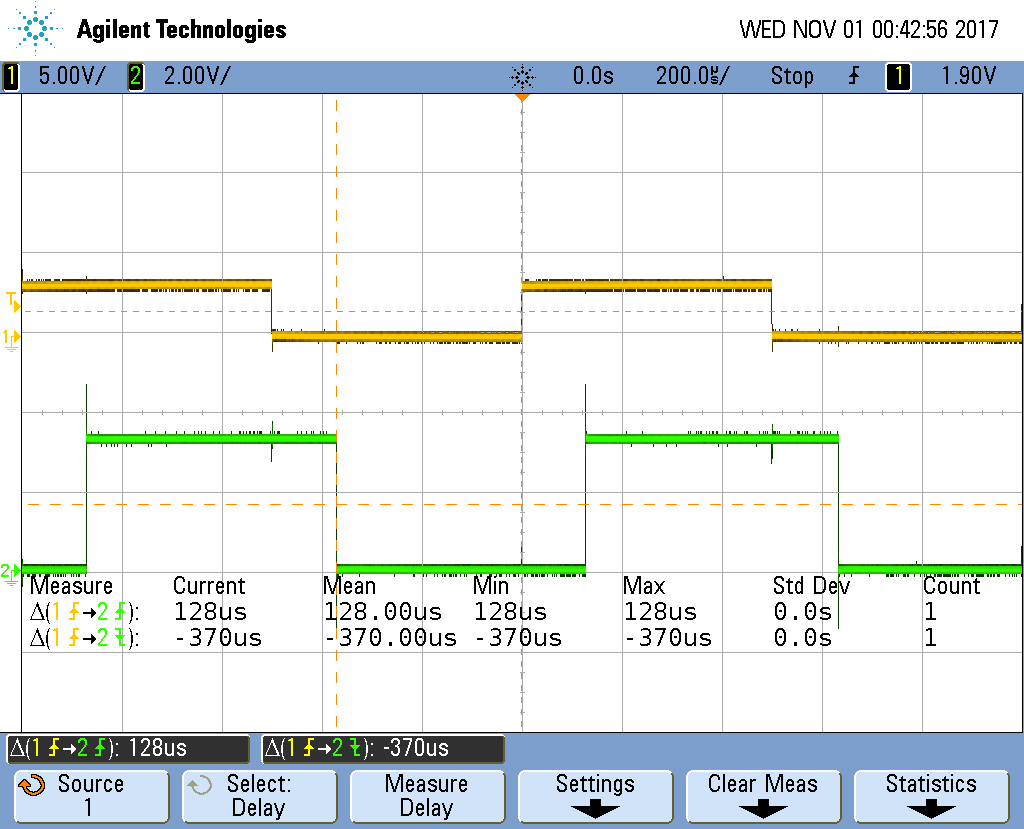 Agilent Technologies WED NOV 01 00:42:56 2017
1 5.00V/ 2 2.00V/ 0.0s 200.0us/ Stop 1 1.90V
T
1
2
Measure Current Mean Min Max Std Dev Count
Δ(1→2): 128us 128.00us 128us 128us 0.0s 1
Δ(1→2): -370us -370.00us -370us -370us 0.0s 1
Δ(1→2): 128us Δ(1→2): -370us
Source Select: Measure Settings Clear Meas Statistics
1 Delay Delay